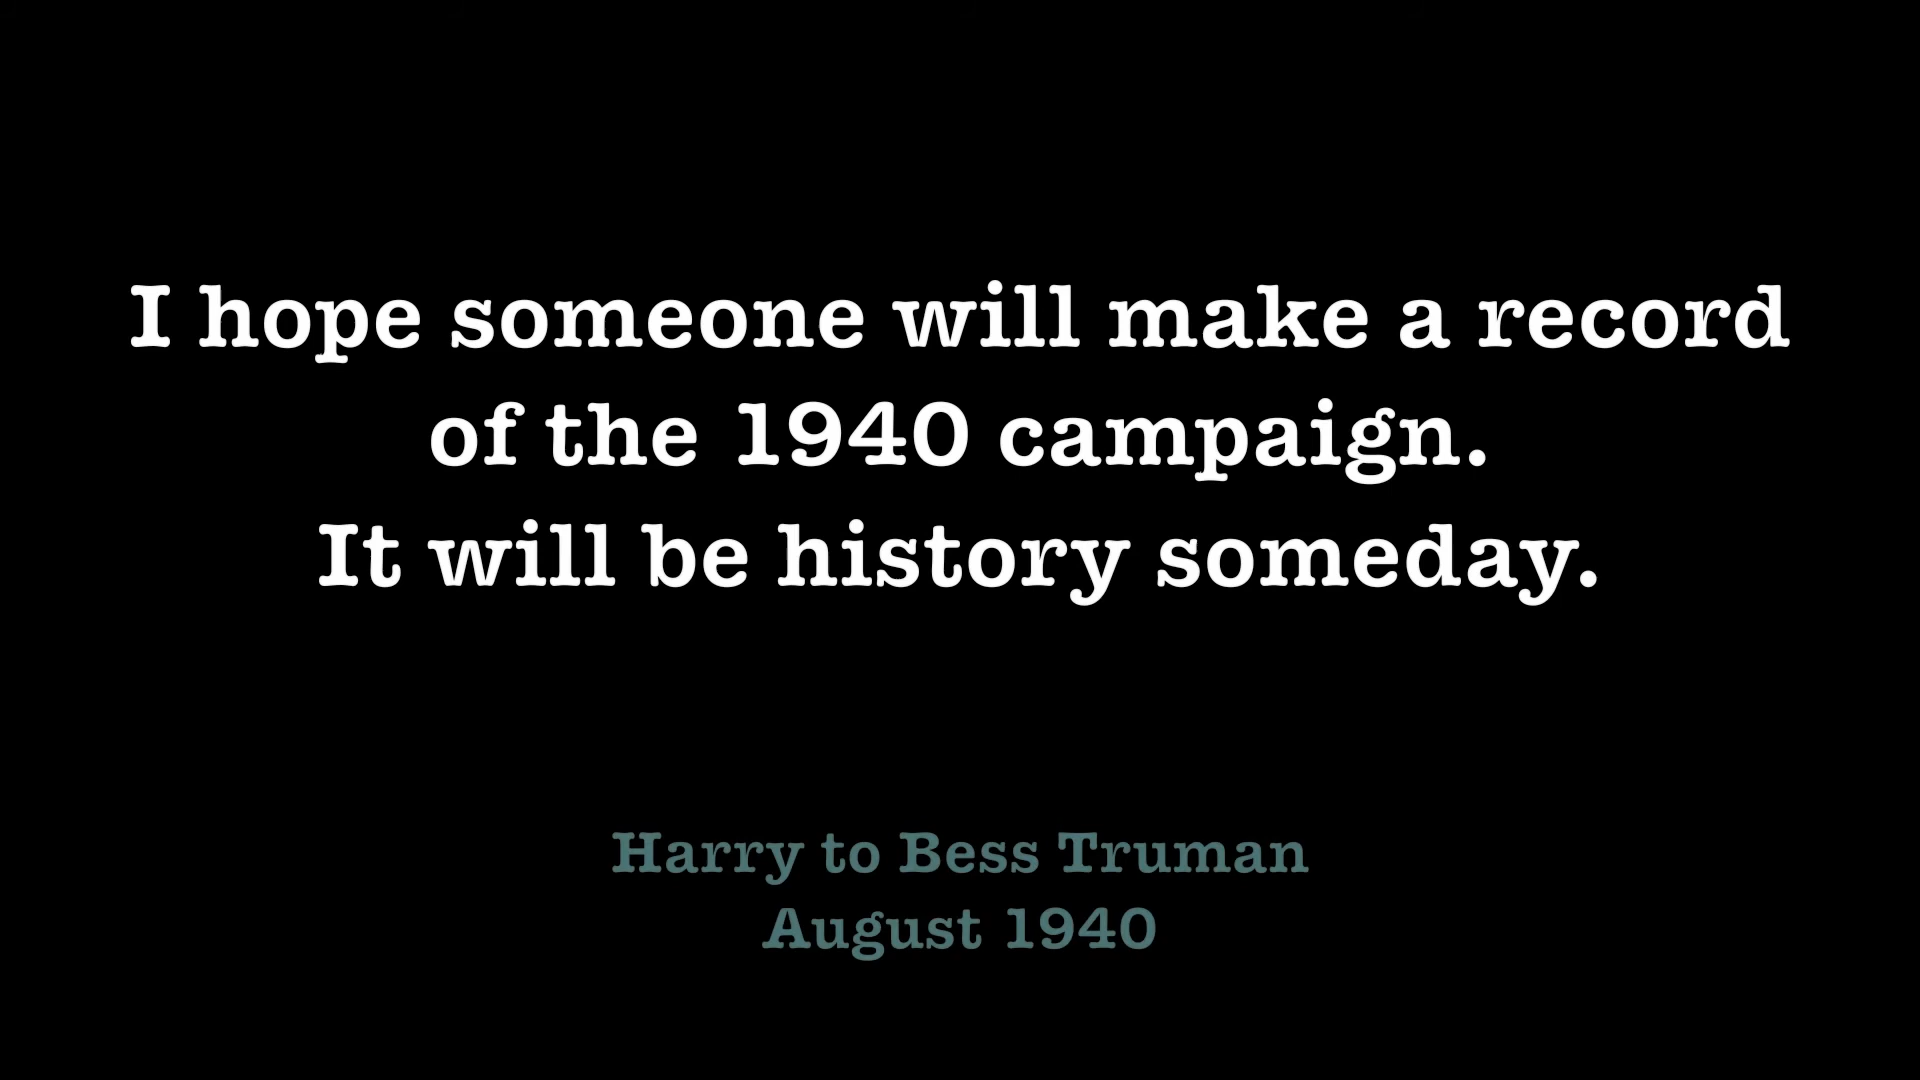 I hope someone will make a record
of the 1940 campaign.
It will be history someday.
Harry to Bess Truman
August 1940